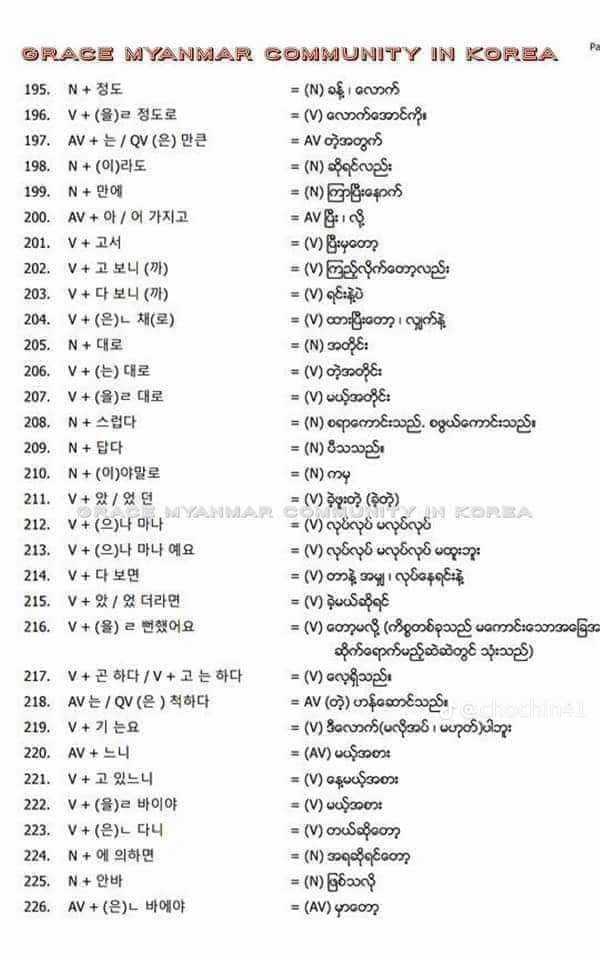 GRACE MYANMAR COMMUNITY IN KOREA
Pa
195. N + 정도 = (N) ခန့် ၊ လောက်
196. V + (을)ㄹ 정도로 = (V) လောက်အောင်ကို။
197. AV + 는 / QV (은) 만큼 = AV တဲ့အတွက်
198. N + (이)라도 = (N) ဆိုရင်လည်း
199. N + 만에 = (N) ကြာပြီးနောက်
200. AV + 아 / 어 가지고 = AV ပြီး ၊ လို့
201. V + 고서 = (V) ပြီးမှတော့
202. V + 고 보니 (까) = (V) ကြည့်လိုက်တော့လည်း
203. V + 다 보니 (까) = (V) ရင်းနဲ့ပဲ
204. V + (은)ㄴ 채(로) = (V) ထားပြီးတော့ ၊ လျှက်နဲ့
205. N + 대로 = (N) အတိုင်း
206. V + (는) 대로 = (V) တဲ့အတိုင်း
207. V + (을)ㄹ 대로 = (V) မယ့်အတိုင်း
208. N + 스럽다 = (N) စရာကောင်းသည်. စဖွယ်ကောင်းသည်။
209. N + 답다 = (N) ပီသသည်။
210. N + (이)야말로 = (N) ကမှ
211. V + 았 / 었 던 = (V) ခဲ့ဖူးတဲ့ (ခဲ့တဲ့)
GRACE MYANMAR COMMUNITY IN KOREA
212. V + (으)나 마나 = (V) လုပ်လုပ် မလုပ်လုပ်
213. V + (으)나 마나 예요 = (V) လုပ်လုပ် မလုပ်လုပ် မထူးဘူး
214. V + 다 보면 = (V) တာနဲ့ အမျှ ၊ လုပ်နေရင်းနဲ့
215. V + 았 / 었 더라면 = (V) ခဲ့မယ်ဆိုရင်
216. V + (을) ㄹ 뻔했어요 = (V) တော့မလို့ (ကိစ္စတစ်ခုသည် မကောင်းသောအခြေအ
ဆိုက်ရောက်မည့်ဆဲဆဲတွင် သုံးသည်)
217. V + 곤 하다 / V + 고 는 하다 = (V) လေ့ရှိသည်။
218. AV 는 / QV (은 ) 척하다 = AV (တဲ့) ဟန်ဆောင်သည်။
@chochin41
219. V + 기 는요 = (V) ဒီလောက်(မလိုအပ် ၊ မဟုတ်)ပါဘူး
220. AV + 느니 = (AV) မယ့်အစား
221. V + 고 있느니 = (V) နေ့မယ့်အစား
222. V + (을)ㄹ 바이야 = (V) မယ့်အစား
223. V + (은)ㄴ 다니 = (V) တယ်ဆိုတော့
224. N + 에 의하면 = (N) အရဆိုရင်တော့
225. N + 안바 = (N) ဖြစ်သလို
226. AV + (은)ㄴ 바에야 = (AV) မှာတော့